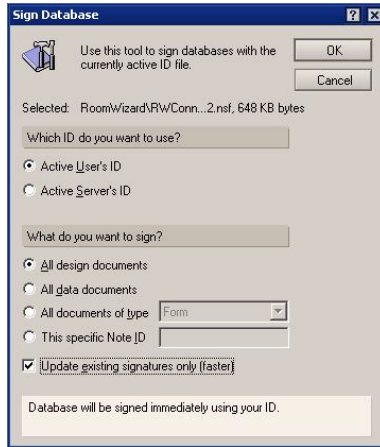 Sign Database
Use this tool to sign databases with the
currently active ID file.
OK
Cancel
Selected: RoomWizard\RWConn...2.nsf, 648 KB bytes
Which ID do you want to use?
Active User's ID
Active Server's ID
What do you want to sign?
All design documents
All data documents
All documents of type Form
This specific Note ID
Update existing signatures only (faster)
Database will be signed immediately using your ID.